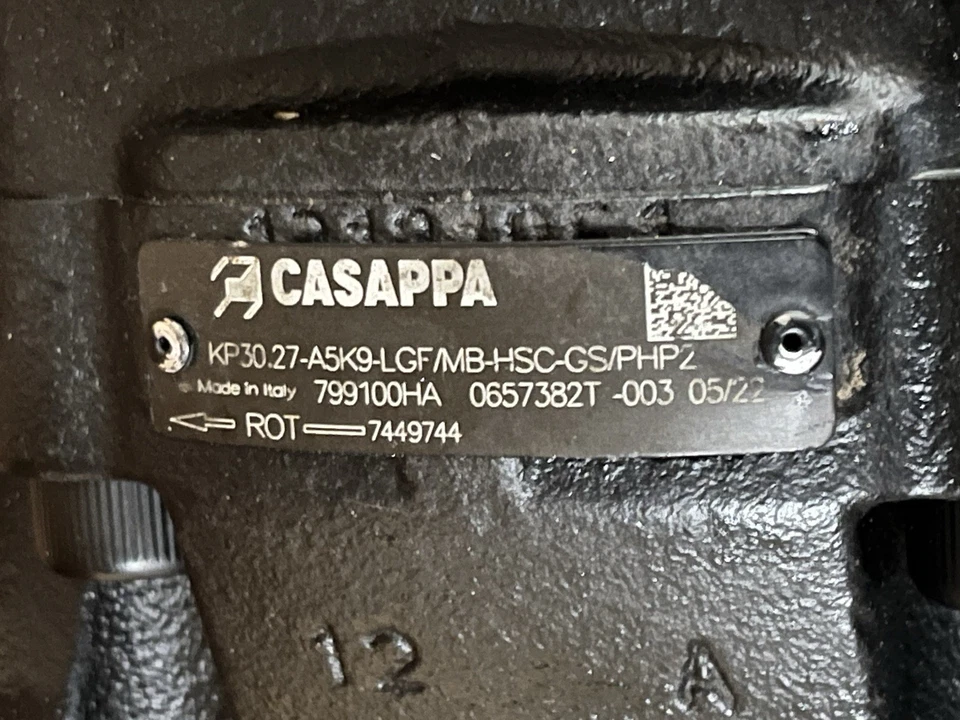 CASAPPA
KP30.27-A5K9-LGF/MB-HSC-GS/PHP2
Made in Italy 799100HA 0657382T -003 05/22
ROT 7449744
12 A